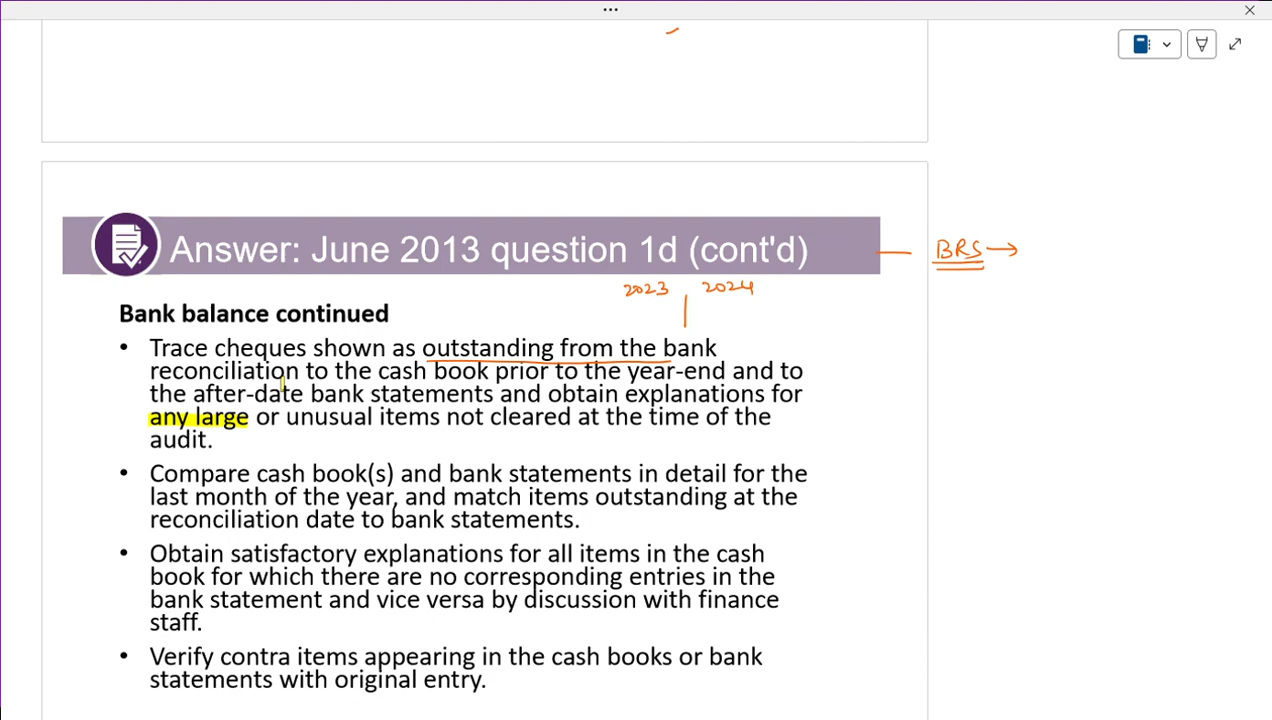 Answer: June 2013 question 1d (cont'd)
BRS
2023 2024
Bank balance continued
• Trace cheques shown as outstanding from the bank
reconciliation to the cash book prior to the year-end and to
the after-date bank statements and obtain explanations for
any large or unusual items not cleared at the time of the
audit.
• Compare cash book(s) and bank statements in detail for the
last month of the year, and match items outstanding at the
reconciliation date to bank statements.
• Obtain satisfactory explanations for all items in the cash
book for which there are no corresponding entries in the
bank statement and vice versa by discussion with finance
staff.
• Verify contra items appearing in the cash books or bank
statements with original entry.